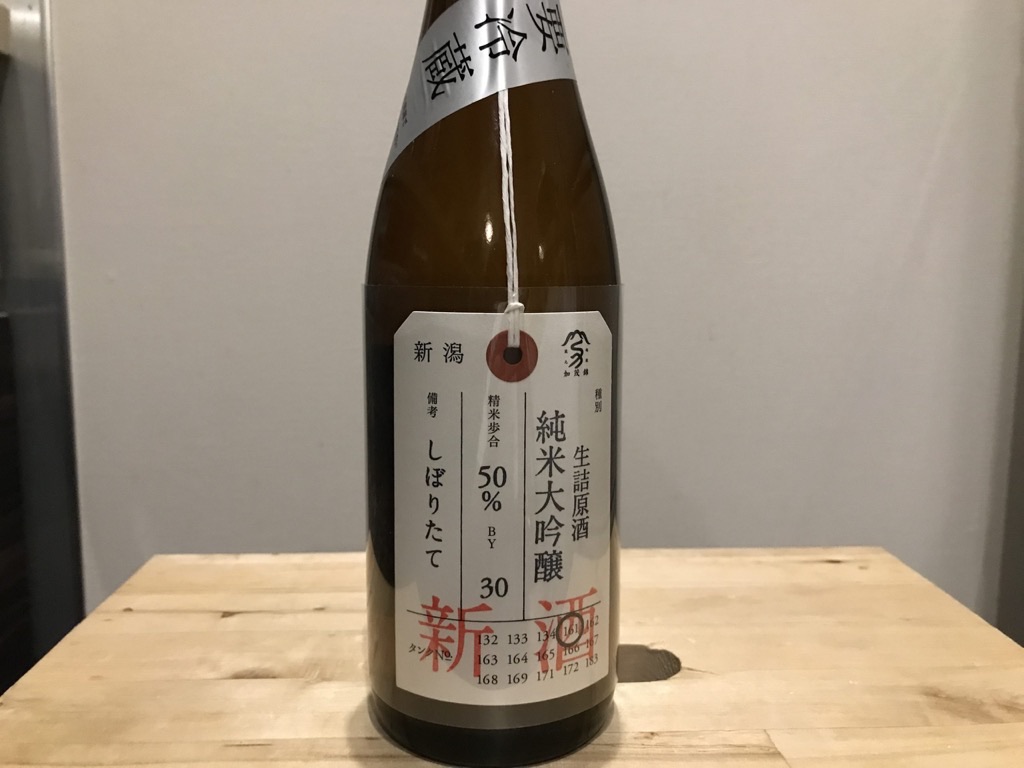 要冷蔵
新潟
加茂錦
種別
生詰原酒
純米大吟醸
精米歩合
50%
BY
30
備考
しぼりたて
新酒
タンクNo.
132 133 134 161 162
163 164 165 166 167
168 169 171 172 183